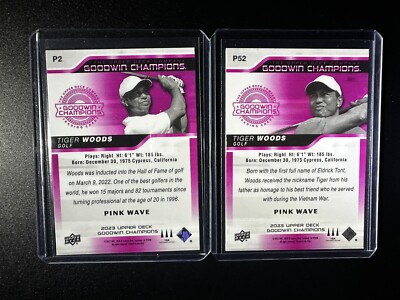 P2
GOODWIN CHAMPIONS
GOODWIN
CHAMPIONS
TIGER WOODS
GOLF
Plays: Right Ht: 6'1" Wt: 185 lbs.
Born: December 30, 1975 Cypress, California
Woods was inducted into the Hall of Fame of golf
on March 9, 2022. One of the best golfers in the
world, he won 15 majors and 82 tournaments since
turning professional at the age of 20 in 1996.
PINK WAVE
2023 UPPER DECK
GOODWIN CHAMPIONS
P52
GOODWIN CHAMPIONS
GOODWIN
CHAMPIONS
TIGER WOODS
GOLF
Plays: Right Ht: 6'1" Wt: 185 lbs.
Born: December 30, 1975 Cypress, California
Born with the first full name of Eldrick Tont,
Woods received the nickname Tiger from his
father as homage to his best friend who he served
with during the Vietnam War.
PINK WAVE
2023 UPPER DECK
GOODWIN CHAMPIONS